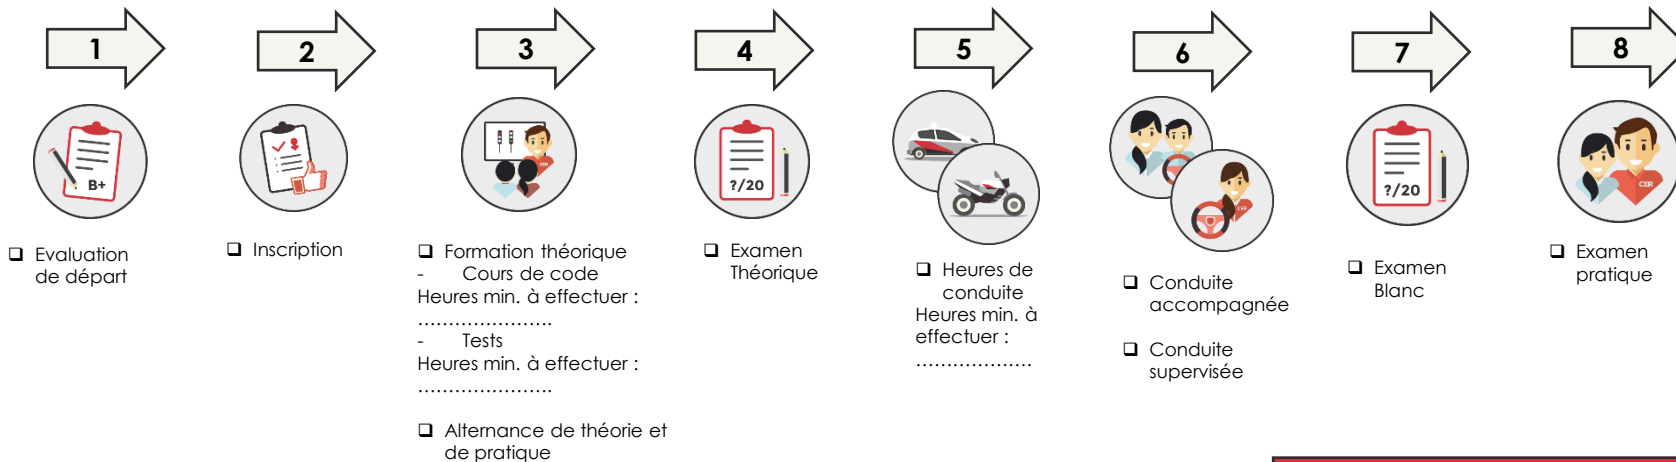 1
2
3
4
5
6
7
8
B+
?/20
CER
?/20
CER
❑ Evaluation
de départ
❑ Inscription
❑ Formation théorique
- Cours de code
Heures min. à effectuer :
......................
- Tests
Heures min. à effectuer :
......................
❑ Alternance de théorie et
de pratique
❑ Examen
Théorique
❑ Heures de
conduite
Heures min. à
effectuer :
...................
❑ Conduite
accompagnée
❑ Conduite
supervisée
❑ Examen
Blanc
❑ Examen
pratique